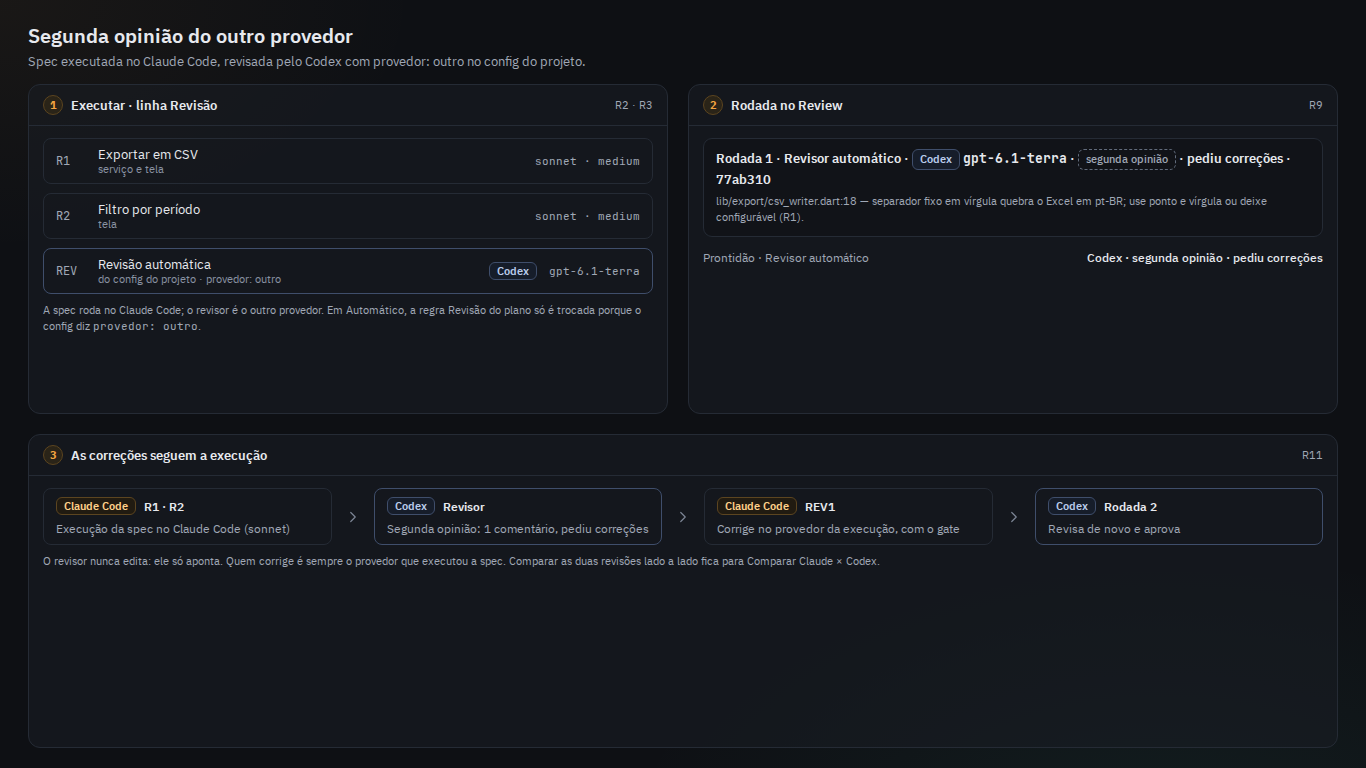 Segunda opinião do outro provedor
Spec executada no Claude Code, revisada pelo Codex com provedor: outro no config do projeto.
1 Executar · linha Revisão R2 · R3
R1 Exportar em CSV sonnet · medium
serviço e tela
R2 Filtro por período sonnet · medium
tela
REV Revisão automática Codex gpt-6.1-terra
do config do projeto · provedor: outro
A spec roda no Claude Code; o revisor é o outro provedor. Em Automático, a regra Revisão do plano só é trocada porque o
config diz provedor: outro.
2 Rodada no Review R9
Rodada 1 · Revisor automático · Codex gpt-6.1-terra · segunda opinião · pediu correções ·
77ab310
lib/export/csv_writer.dart:18 — separador fixo em vírgula quebra o Excel em pt-BR; use ponto e vírgula ou deixe
configurável (R1).
Prontidão · Revisor automático Codex · segunda opinião · pediu correções
3 As correções seguem a execução R11
Claude Code R1 · R2
Execução da spec no Claude Code (sonnet)
Codex Revisor
Segunda opinião: 1 comentário, pediu correções
Claude Code REV1
Corrige no provedor da execução, com o gate
Codex Rodada 2
Revisa de novo e aprova
O revisor nunca edita: ele só aponta. Quem corrige é sempre o provedor que executou a spec. Comparar as duas revisões lado a lado fica para Comparar Claude × Codex.